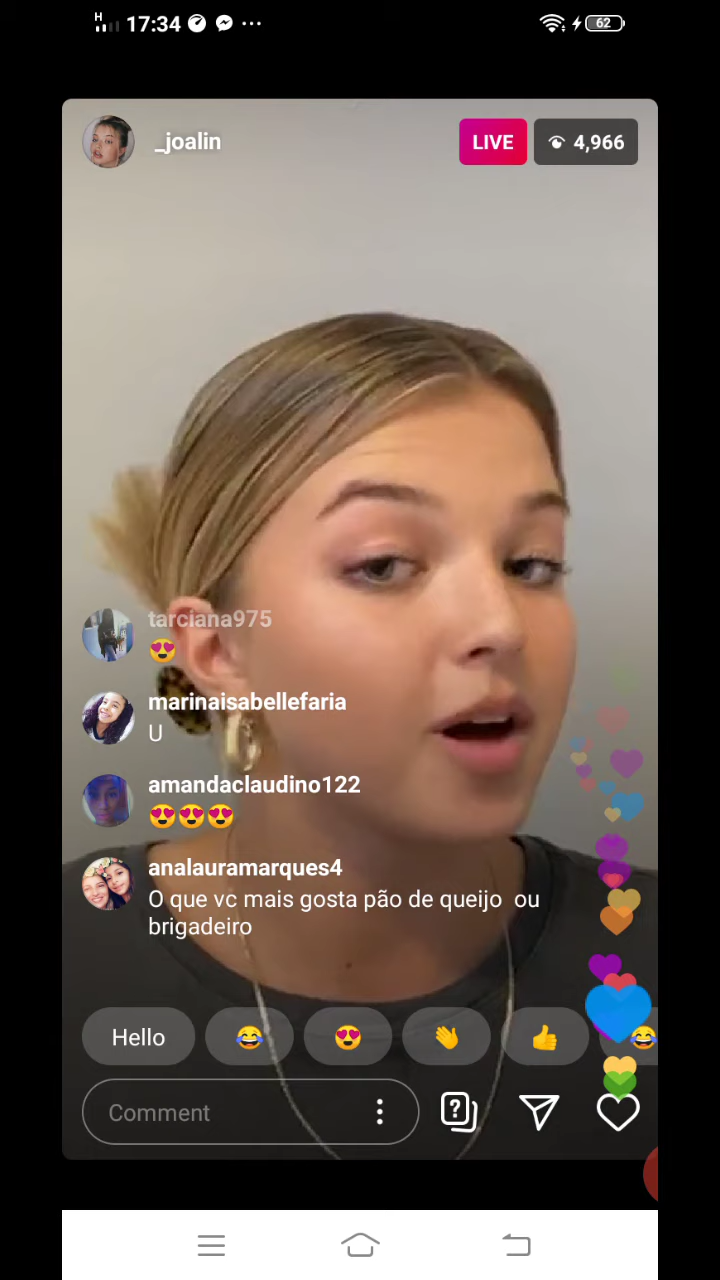 H 17:34 62
_joalin LIVE 4,966
tarciana975
😍
marinaisabellefaria
U
amandaclaudino122
😍😍😍
analauramarques4
O que vc mais gosta pão de queijo ou
brigadeiro
Hello 😂 😍 👋 👍 😂
Comment